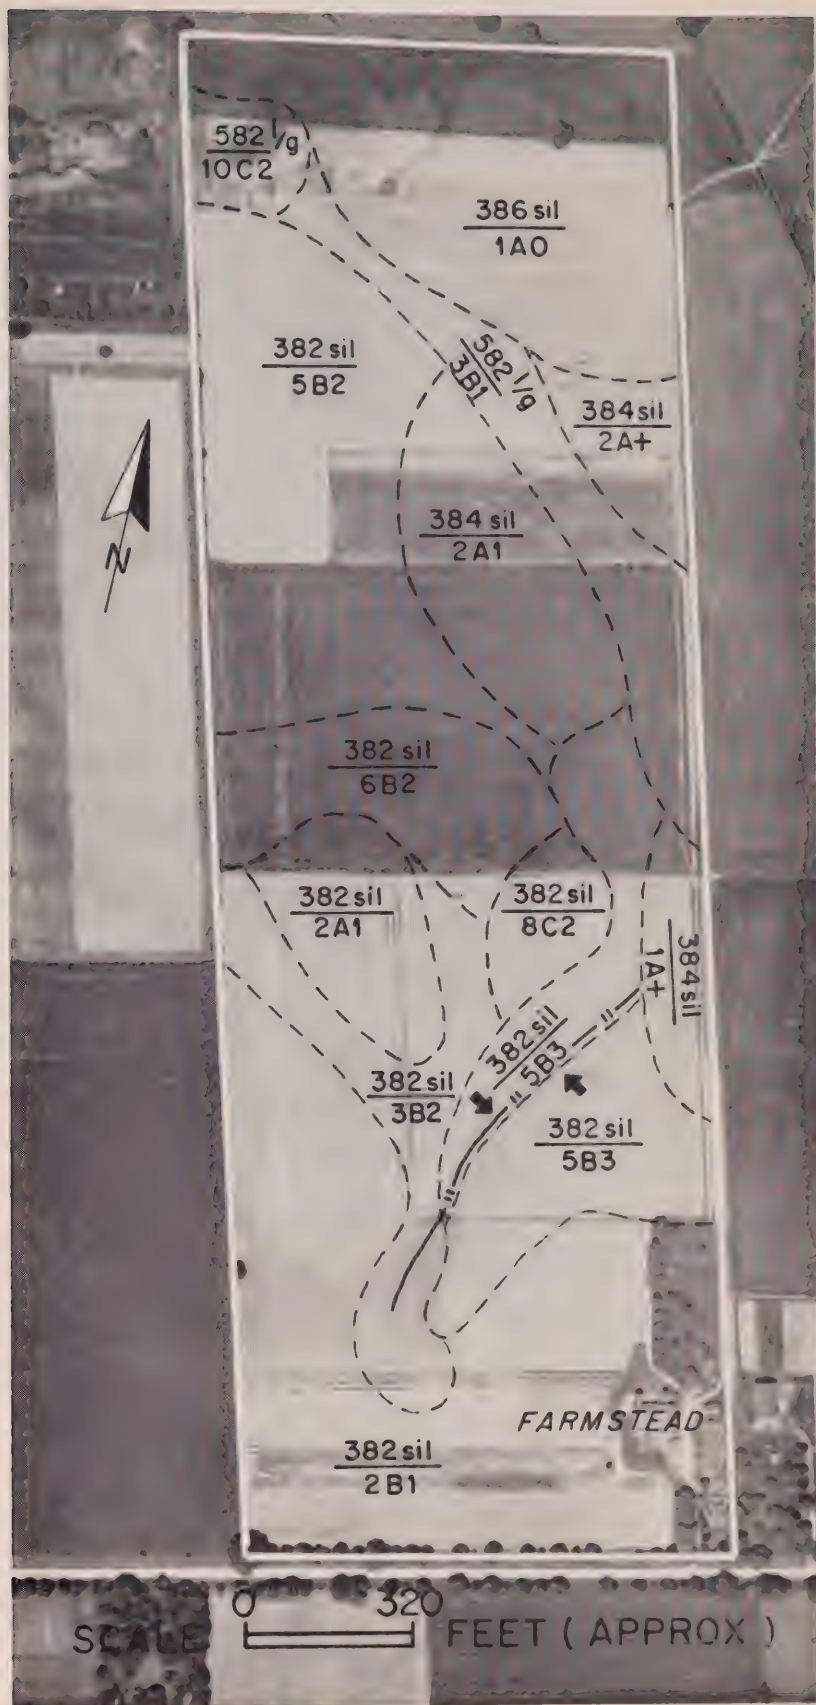 582 l/g
10C2
386 sil
1A0
382 sil
5B2
582 l/g
3B1
384 sil
2A+
384 sil
2A1
N
382 sil
6B2
382 sil
2A1
382 sil
8C2
384 sil
1A+
382 sil
5B3
382 sil
3B2
382 sil
5B3
FARMSTEAD
382 sil
2B1
0 320
SCALE FEET ( APPROX )